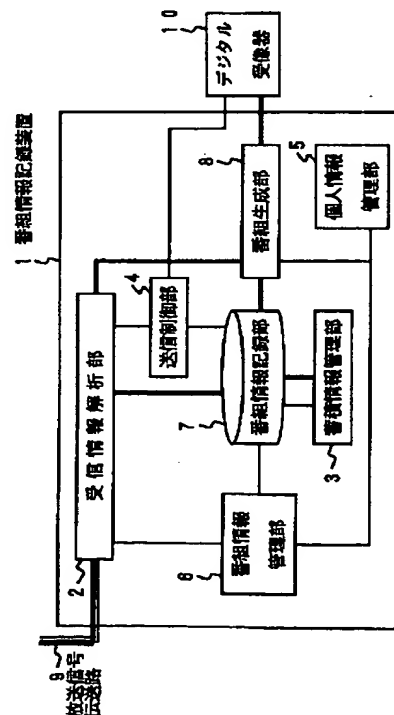 1 番組情報記録装置
10
デジタル
受像器
2
受信情報解析部
4
送信制御部
8
番組生成部
5
個人情報
管理部
7
番組情報記録部
6
番組情報
管理部
3
蓄積情報管理部
9
放送信号
伝送路